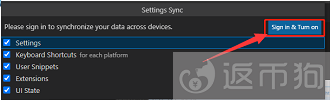 Settings Sync
Please sign in to synchronize your data across devices.
Sign in & Turn on
Settings
Keyboard Shortcuts for each platform
User Snippets
Extensions
UI State
返币狗